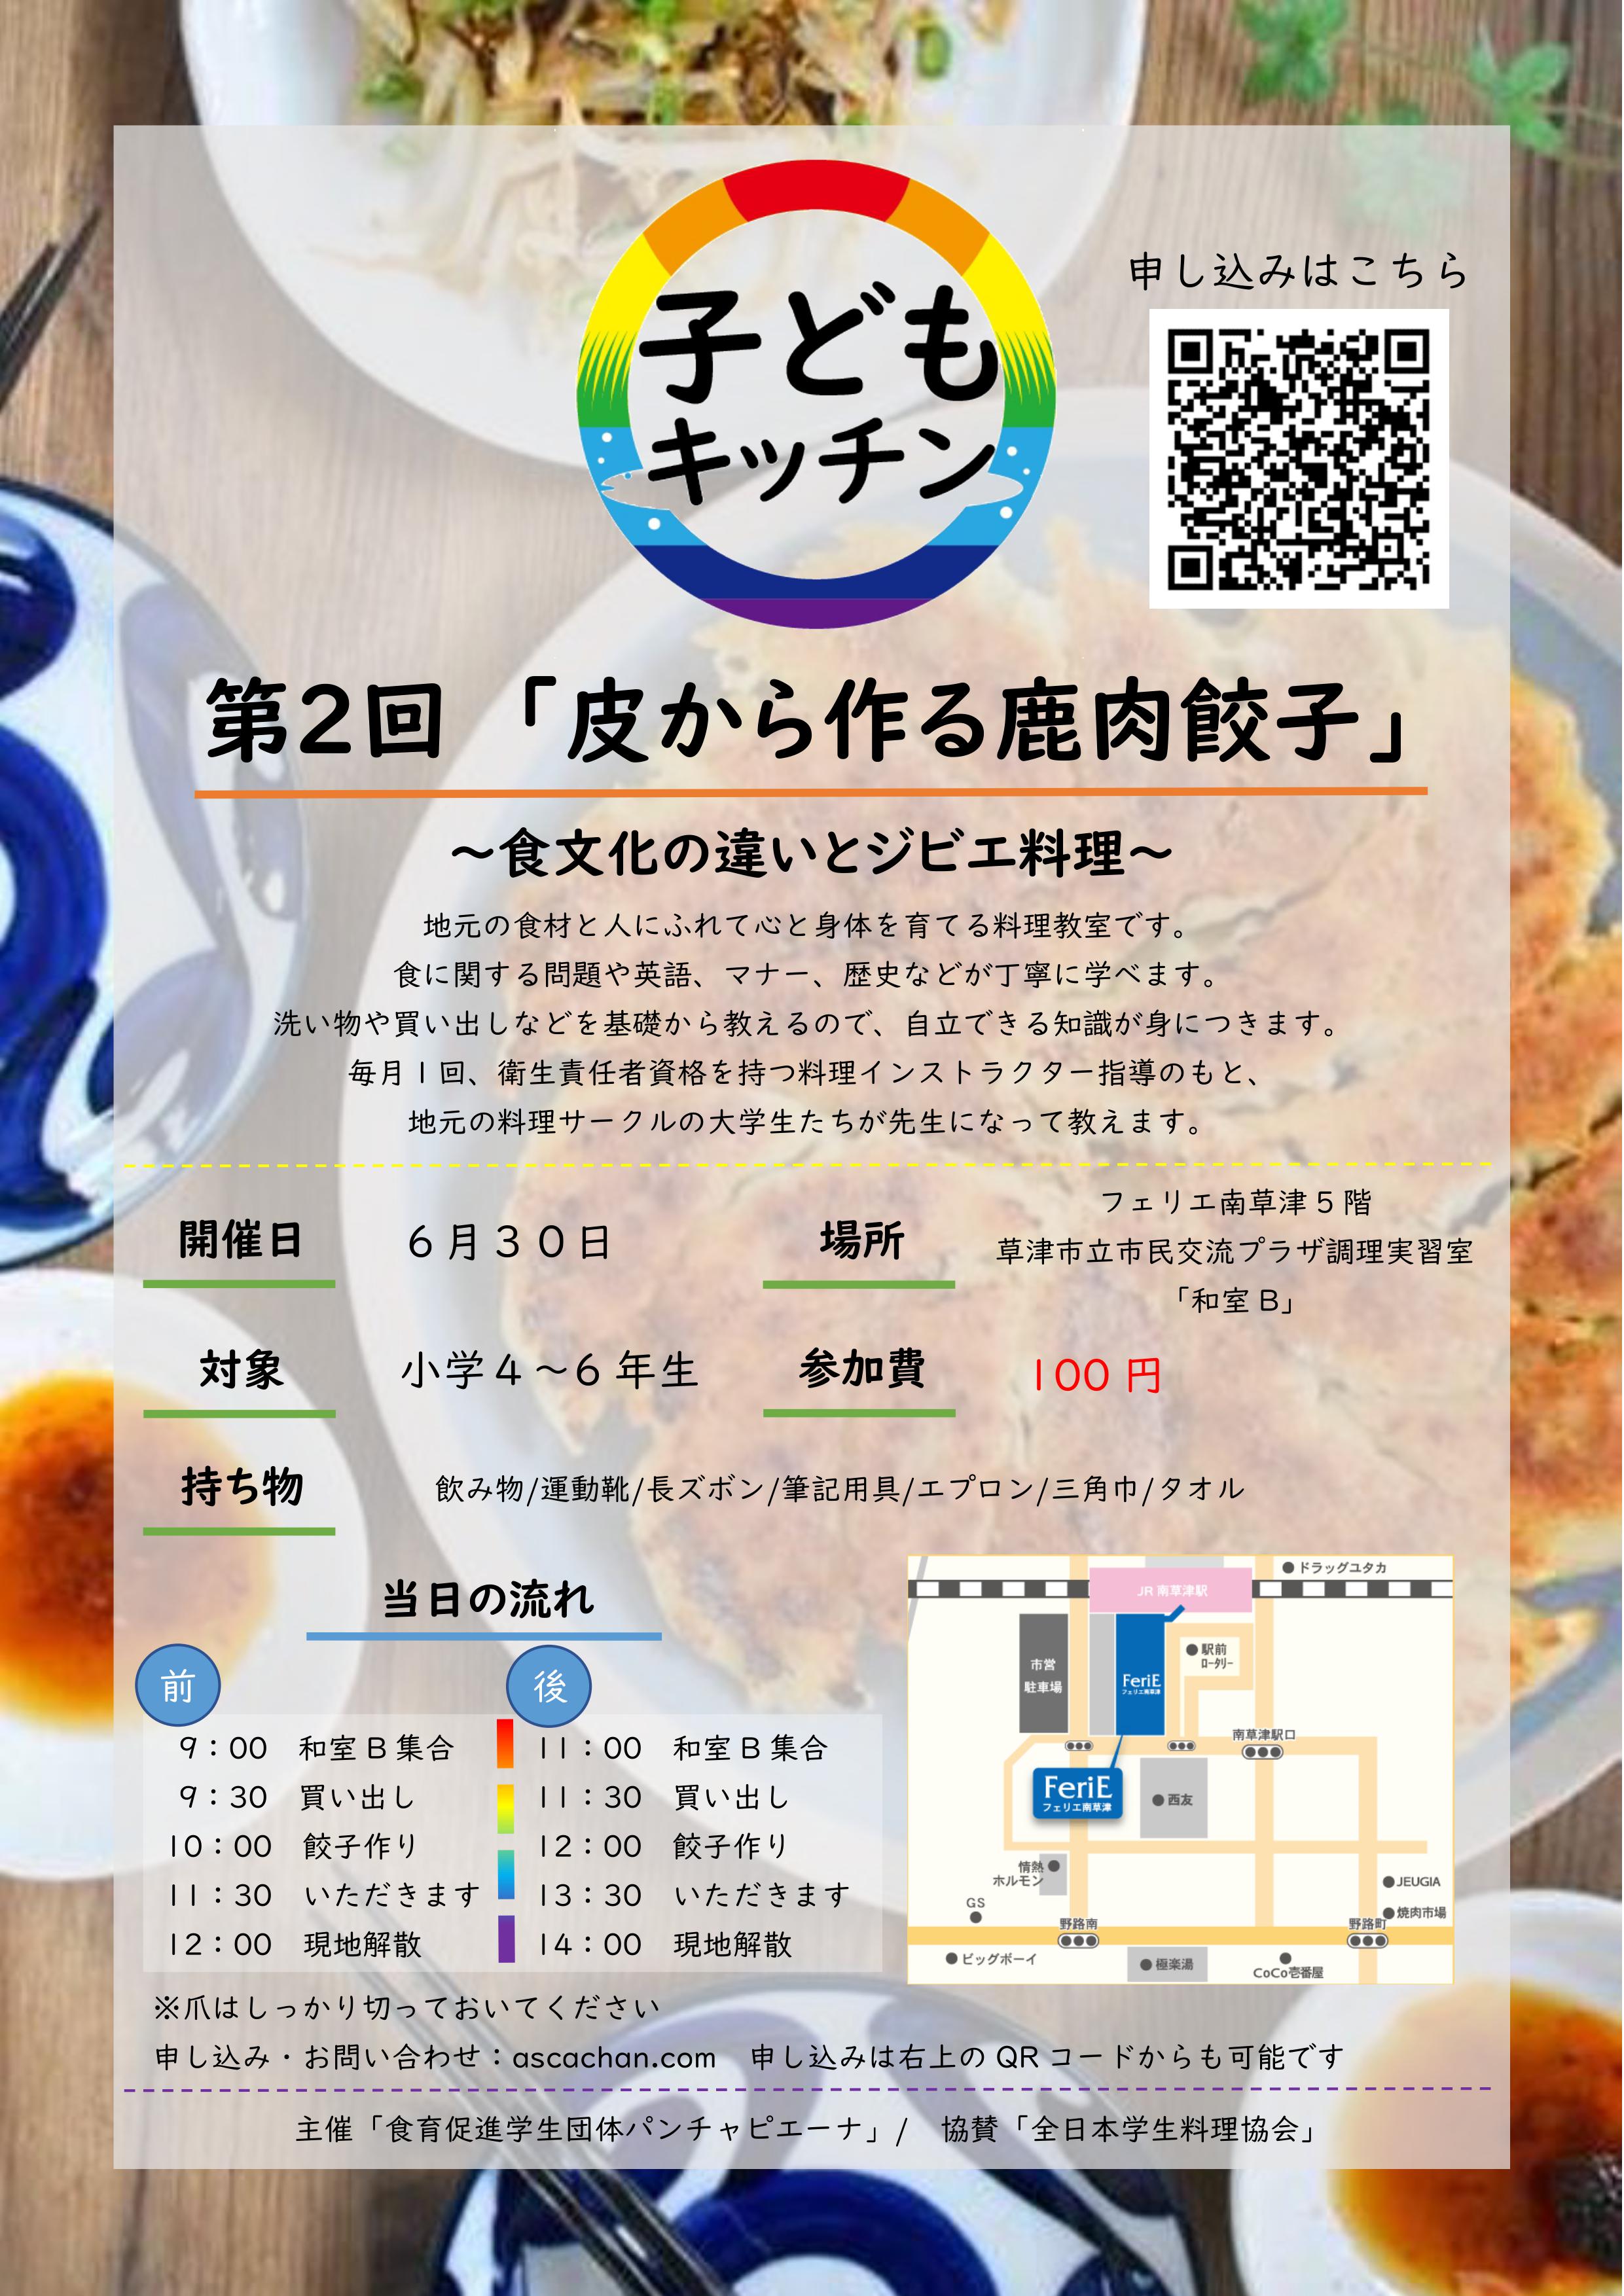 子ども
キッチン
申し込みはこちら
第2回 「皮から作る鹿肉餃子」
～食文化の違いとジビエ料理～
地元の食材と人にふれて心と身体を育てる料理教室です。
食に関する問題や英語、マナー、歴史などが丁寧に学べます。
洗い物や買い出しなどを基礎から教えるので、自立できる知識が身につきます。
毎月1回、衛生責任者資格を持つ料理インストラクター指導のもと、
地元の料理サークルの大学生たちが先生になって教えます。
開催日 6月30日
場所 フェリエ南草津5階
草津市立市民交流プラザ調理実習室
「和室B」
対象 小学4～6年生
参加費 100円
持ち物 飲み物/運動靴/長ズボン/筆記用具/エプロン/三角巾/タオル
当日の流れ
前
9：00 和室B集合
9：30 買い出し
10：00 餃子作り
11：30 いただきます
12：00 現地解散
後
11：00 和室B集合
11：30 買い出し
12：00 餃子作り
13：30 いただきます
14：00 現地解散
ドラッグユタカ
JR 南草津駅
市営
駐車場
FeriE
フェリエ南草津
駅前
ロータリー
南草津駅口
FeriE
フェリエ南草津
西友
情熱
ホルモン
JEUGIA
GS
焼肉市場
野路南
野路町
ビッグボーイ
極楽湯
CoCo壱番屋
※爪はしっかり切っておいてください
申し込み・お問い合わせ：ascachan.com 申し込みは右上のQRコードからも可能です
主催「食育促進学生団体パンチャピエーナ」/ 協賛「全日本学生料理協会」